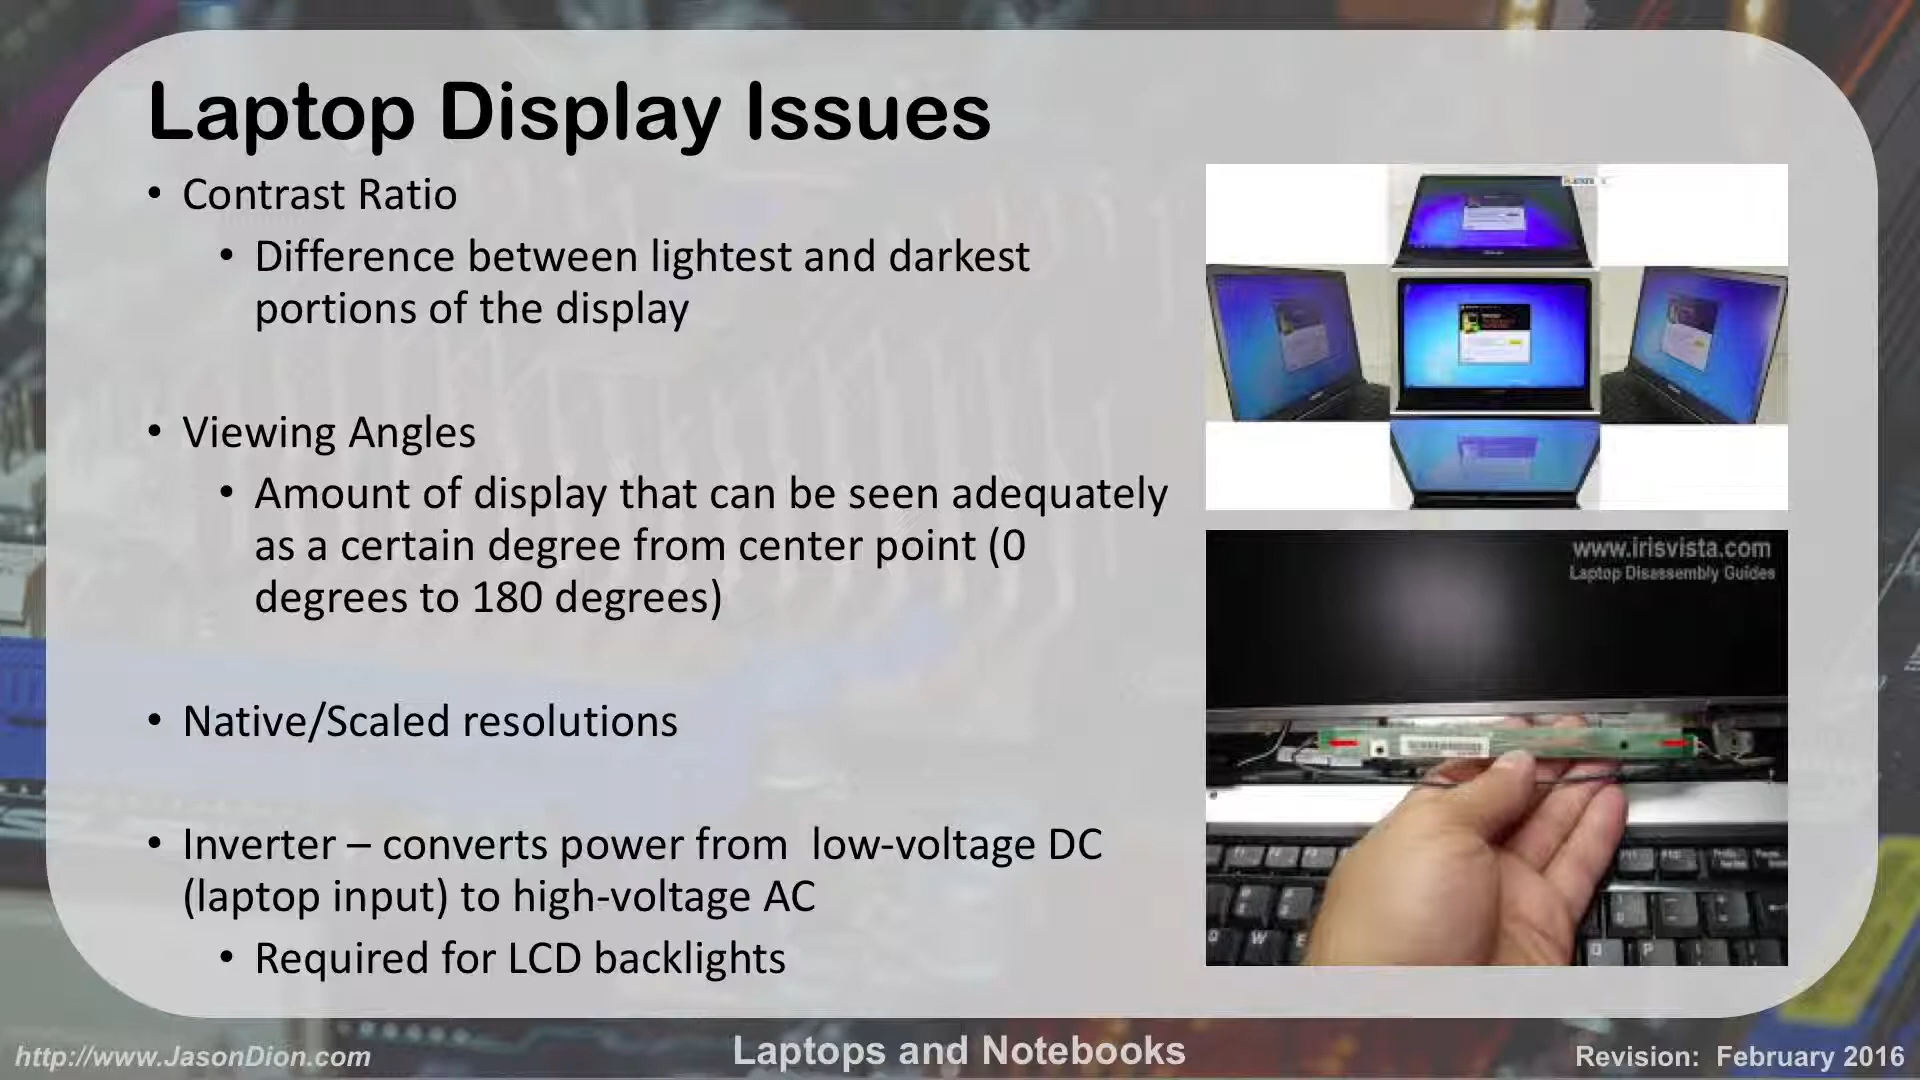 Laptop Display Issues
• Contrast Ratio
• Difference between lightest and darkest
portions of the display
• Viewing Angles
• Amount of display that can be seen adequately
as a certain degree from center point (0
degrees to 180 degrees)
• Native/Scaled resolutions
• Inverter – converts power from  low-voltage DC
(laptop input) to high-voltage AC
• Required for LCD backlights
www.irisvista.com
Laptop Disassembly Guides
http://www.JasonDion.com
Laptops and Notebooks
Revision:  February 2016